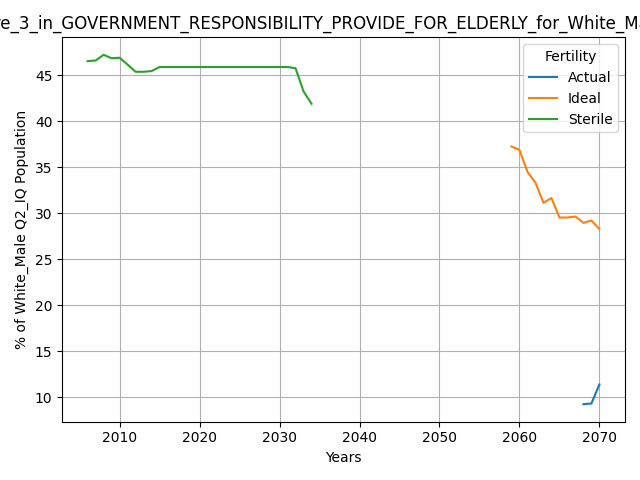 e_3_in_GOVERNMENT_RESPONSIBILITY_PROVIDE_FOR_ELDERLY_for_White_Ma
Fertility
Actual
Ideal
Sterile
% of White_Male Q2_IQ Population
45
40
35
30
25
20
15
10
2010
2020
2030
2040
2050
2060
2070
Years